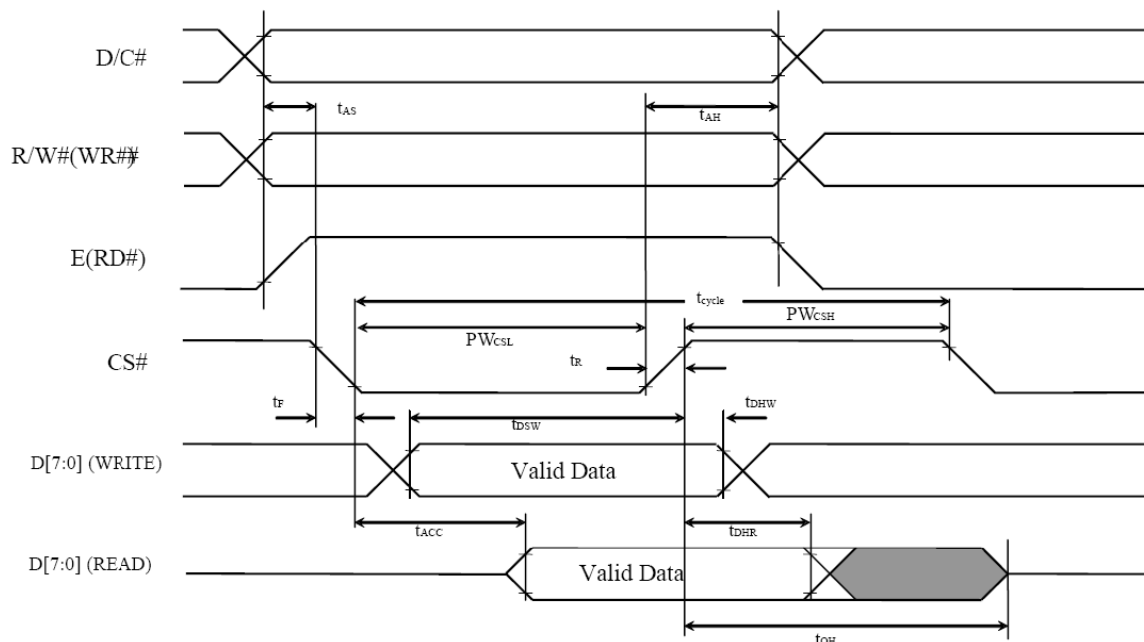 D/C#
tAS
tAH
R/W#(WR##
E(RD#)
tcycle
PWCSL
PWCSH
CS#
tR
tF
tDSW
tDHW
D[7:0] (WRITE)
Valid Data
tACC
tDHR
D[7:0] (READ)
Valid Data
tOH